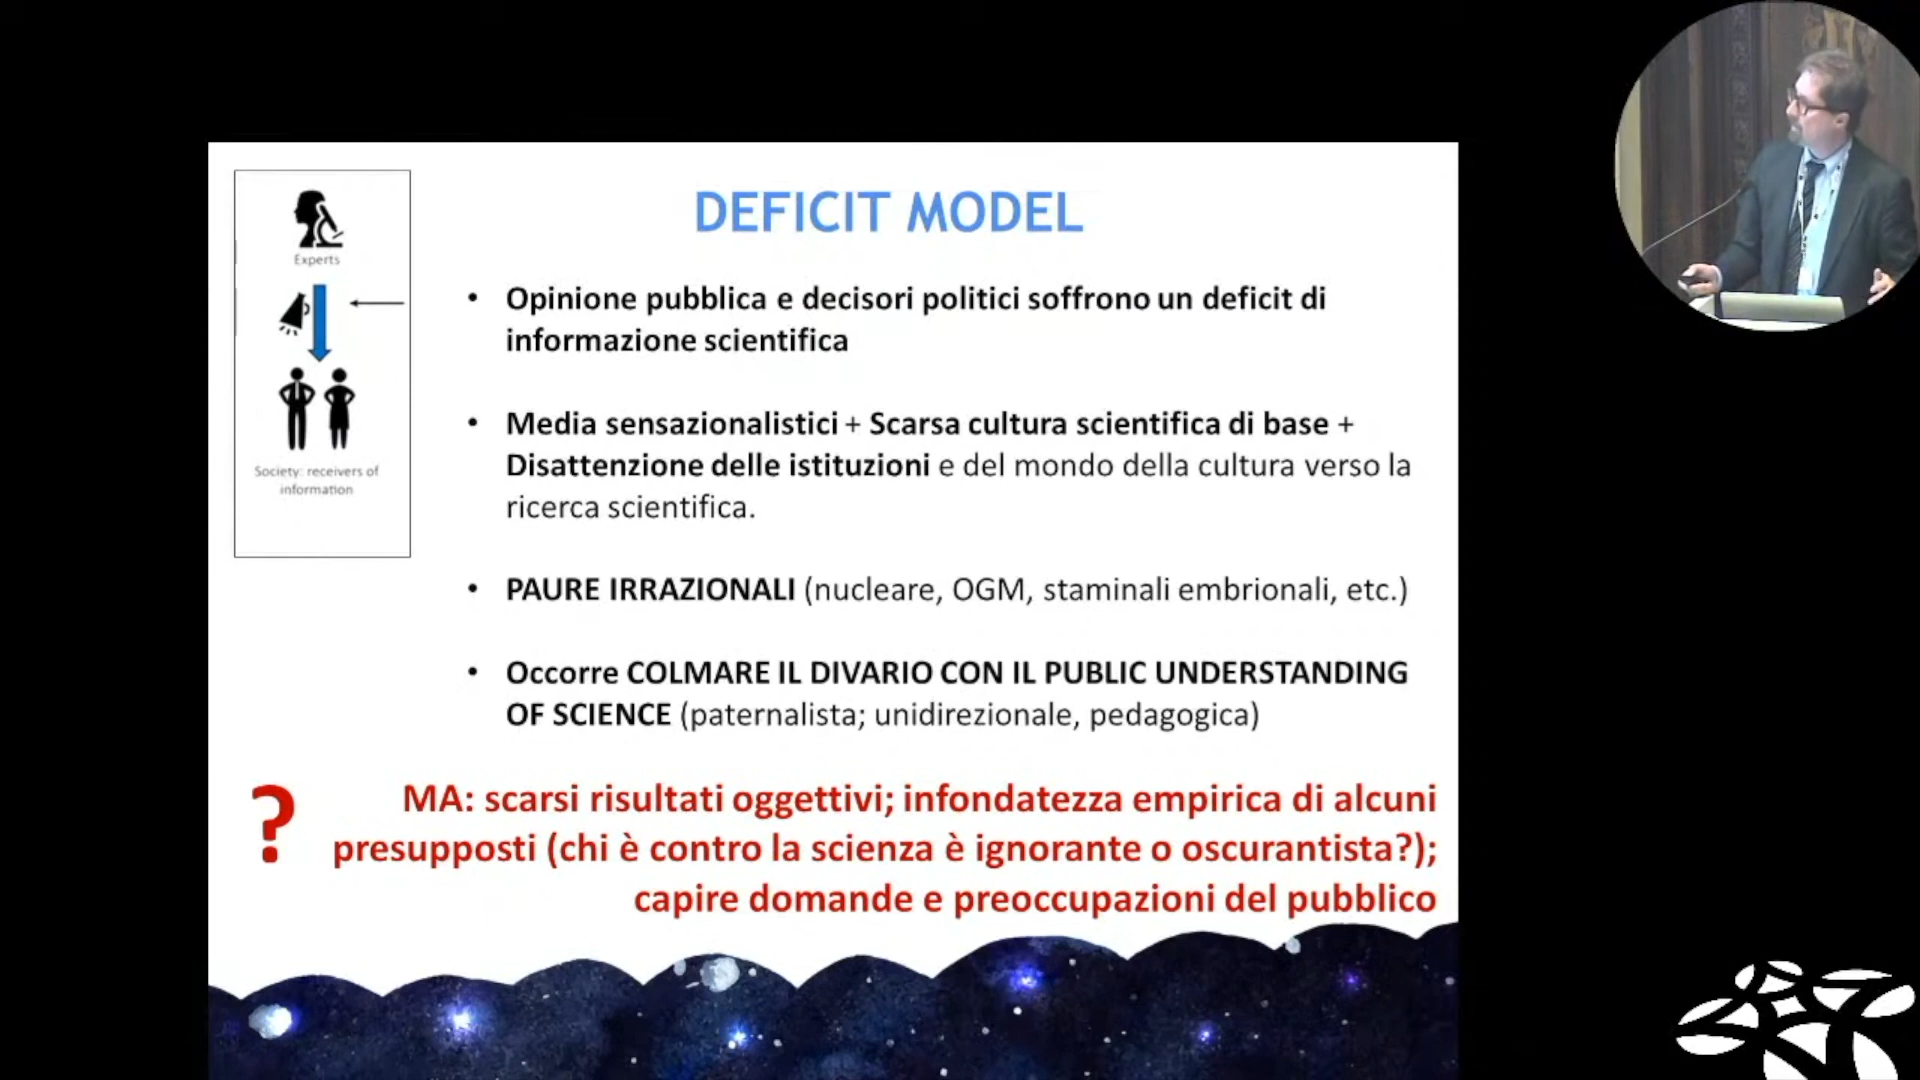 DEFICIT MODEL
Experts
Society: receivers of
information
• Opinione pubblica e decisori politici soffrono un deficit di
informazione scientifica
• Media sensazionalistici + Scarsa cultura scientifica di base +
Disattenzione delle istituzioni e del mondo della cultura verso la
ricerca scientifica.
• PAURE IRRAZIONALI (nucleare, OGM, staminali embrionali, etc.)
• Occorre COLMARE IL DIVARIO CON IL PUBLIC UNDERSTANDING
OF SCIENCE (paternalista; unidirezionale, pedagogica)
?
MA: scarsi risultati oggettivi; infondatezza empirica di alcuni
presupposti (chi è contro la scienza è ignorante o oscurantista?);
capire domande e preoccupazioni del pubblico